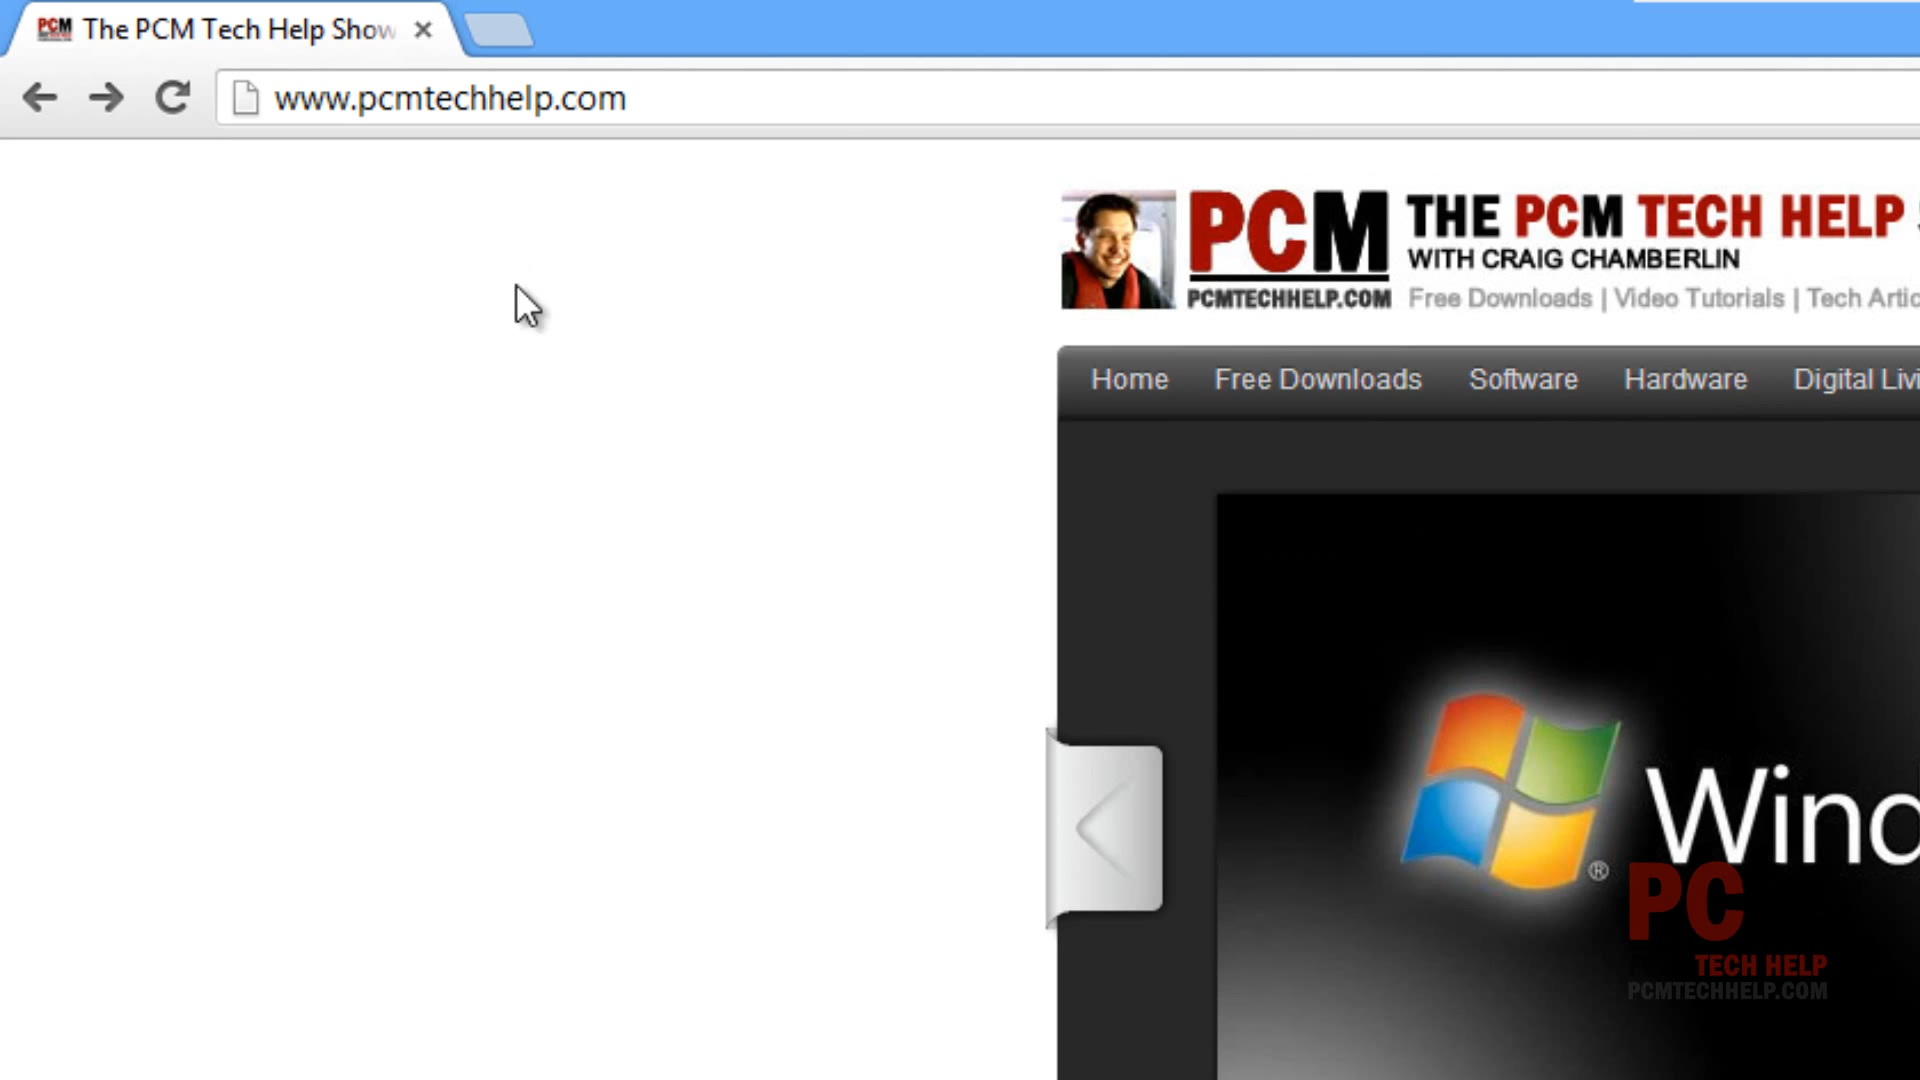 PCM The PCM Tech Help Show
www.pcmtechhelp.com
PCM THE PCM TECH HELP
WITH CRAIG CHAMBERLIN
PCMTECHHELP.COM Free Downloads | Video Tutorials | Tech Artic
Home Free Downloads Software Hardware Digital Livi
Wind
®
PC
TECH HELP
PCMTECHHELP.COM